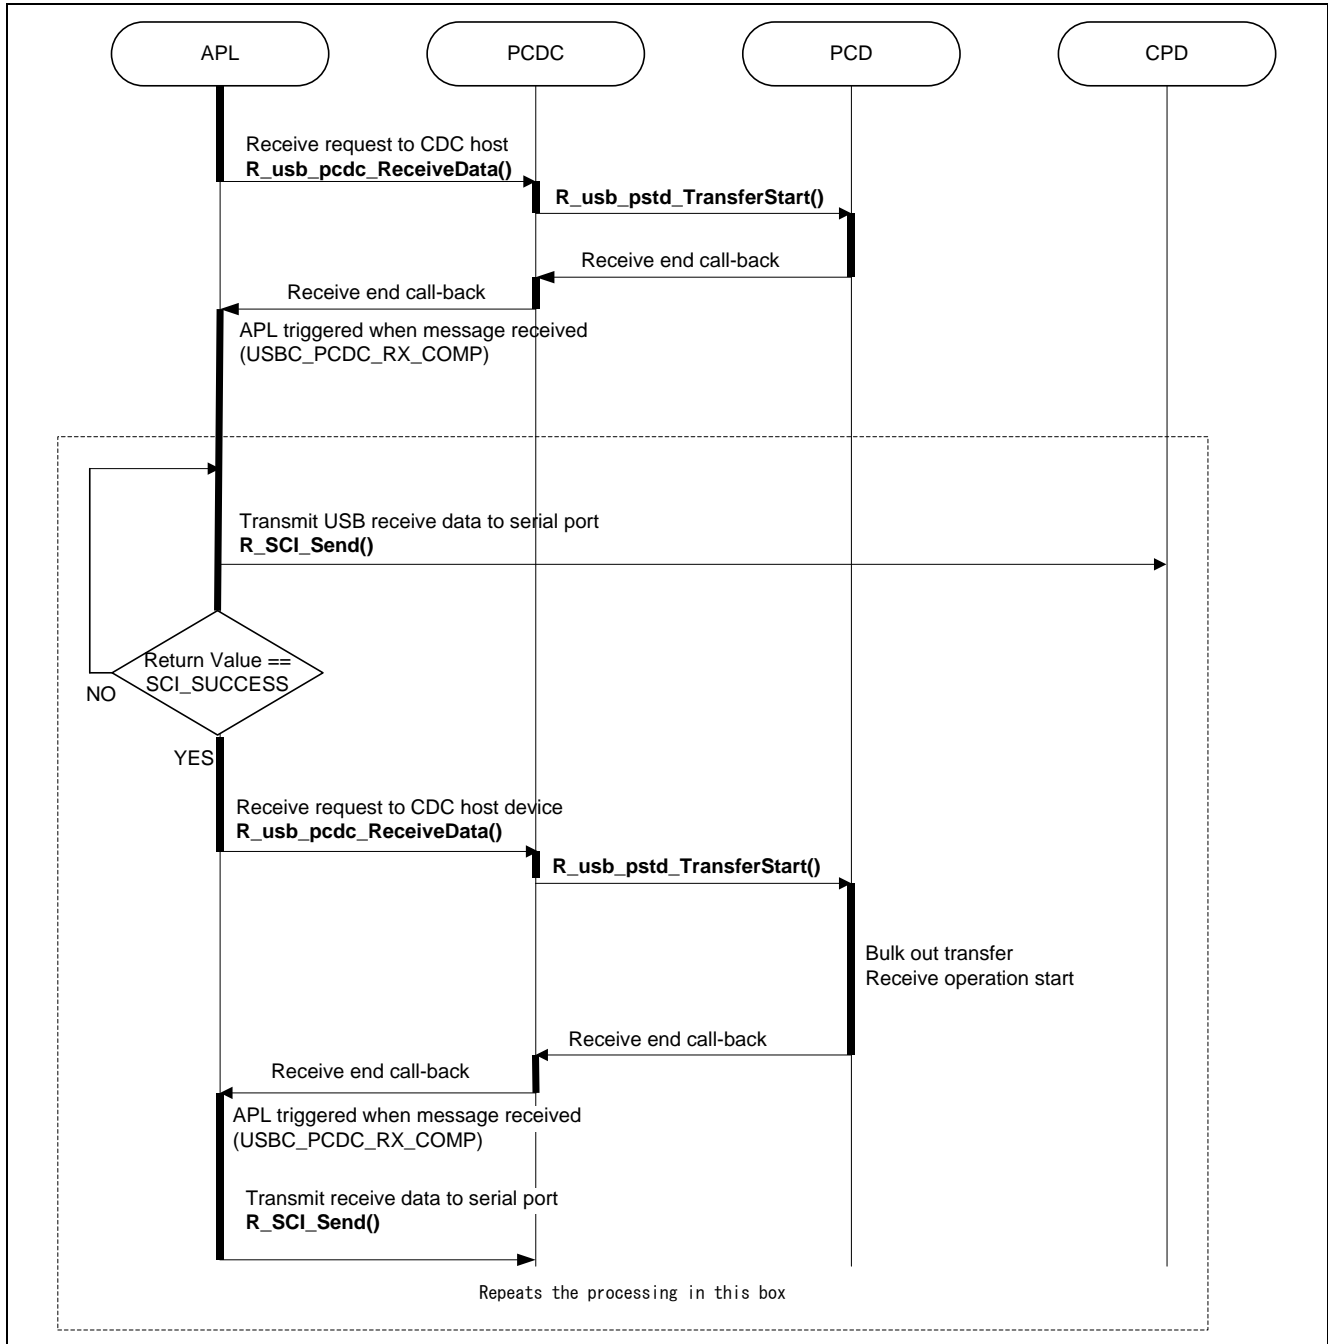 APL
PCDC
PCD
CPD
Receive request to CDC host
R_usb_pcdc_ReceiveData()
R_usb_pstd_TransferStart()
Receive end call-back
Receive end call-back
APL triggered when message received
(USBC_PCDC_RX_COMP)
Transmit USB receive data to serial port
R_SCI_Send()
Return Value ==
SCI_SUCCESS
NO
YES
Receive request to CDC host device
R_usb_pcdc_ReceiveData()
R_usb_pstd_TransferStart()
Bulk out transfer
Receive operation start
Receive end call-back
Receive end call-back
APL triggered when message received
(USBC_PCDC_RX_COMP)
Transmit receive data to serial port
R_SCI_Send()
Repeats the processing in this box